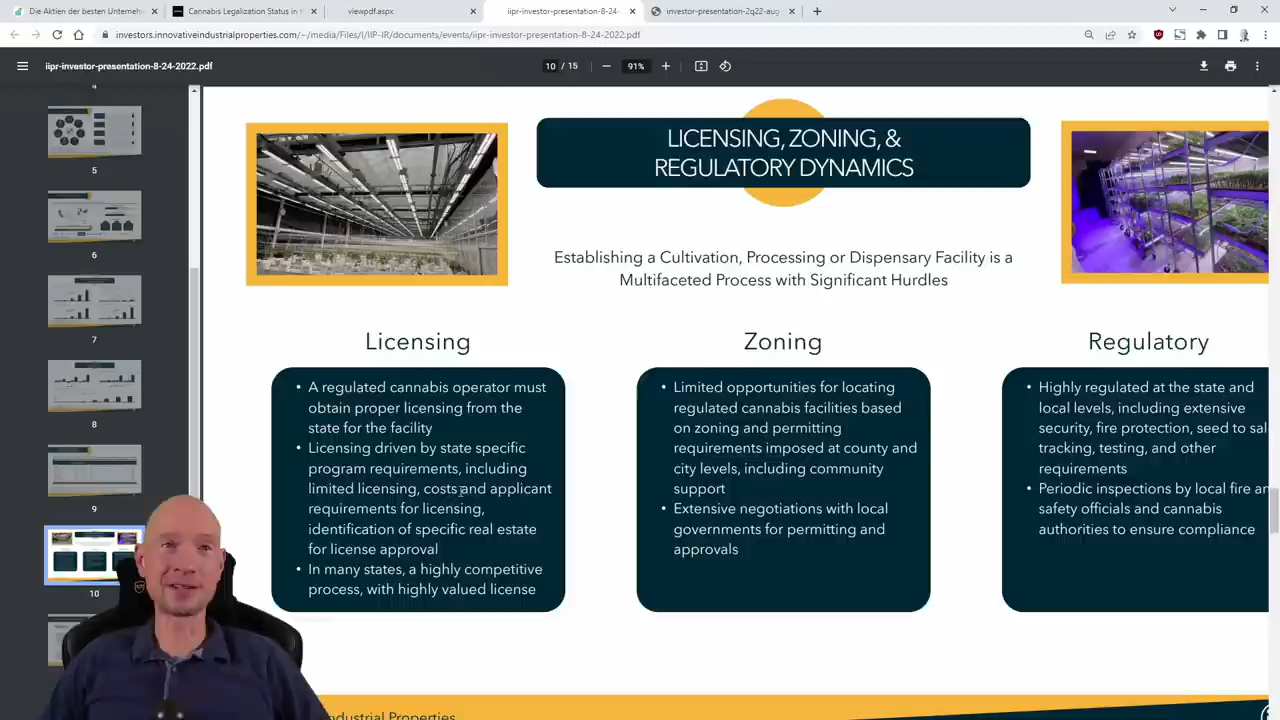 Die Aktien der besten Unterneh
Cannabis Legalization Status in t
viewpdf.aspx
iipr-investor-presentation-8-24-
investor-presentation-2q22-aug
investors.innovativeindustrialproperties.com/~/media/Files/I/IIP-IR/documents/events/iipr-investor-presentation-8-24-2022.pdf
iipr-investor-presentation-8-24-2022.pdf
10 / 15
91%
4
5
6
7
8
9
10
LICENSING, ZONING, &
REGULATORY DYNAMICS
Establishing a Cultivation, Processing or Dispensary Facility is a
Multifaceted Process with Significant Hurdles
Licensing
• A regulated cannabis operator must
obtain proper licensing from the
state for the facility
• Licensing driven by state specific
program requirements, including
limited licensing, costs and applicant
requirements for licensing,
identification of specific real estate
for license approval
• In many states, a highly competitive
process, with highly valued license
Zoning
• Limited opportunities for locating
regulated cannabis facilities based
on zoning and permitting
requirements imposed at county and
city levels, including community
support
• Extensive negotiations with local
governments for permitting and
approvals
Regulatory
• Highly regulated at the state and
local levels, including extensive
security, fire protection, seed to sal
tracking, testing, and other
requirements
• Periodic inspections by local fire an
safety officials and cannabis
authorities to ensure compliance
ndustrial Properties